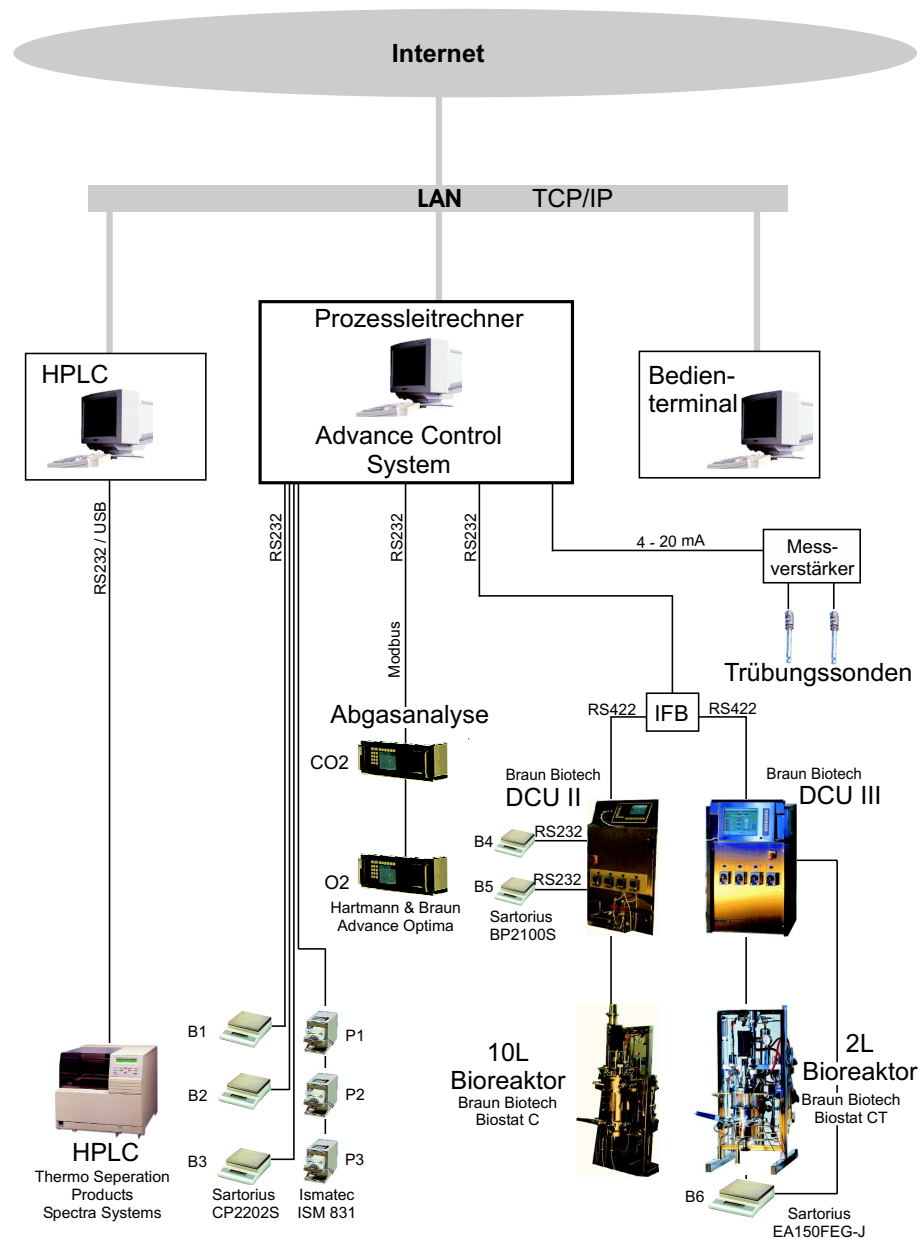 Internet
LAN TCP/IP
Prozessleitrechner
Advance Control
System
HPLC
Bedien-
terminal
RS232 / USB
RS232
RS232
RS232
4 - 20 mA
Mess-
verstärker
Trübungssonden
Modbus
Abgasanalyse
CO2
O2
Hartmann & Braun
Advance Optima
RS422
IFB
RS422
Braun Biotech
DCU II
Braun Biotech
DCU III
B4
RS232
B5
RS232
Sartorius
BP2100S
B1
B2
B3
Sartorius
CP2202S
P1
P2
P3
Ismatec
ISM 831
HPLC
Thermo Seperation
Products
Spectra Systems
10L
Bioreaktor
Braun Biotech
Biostat C
2L
Bioreaktor
Braun Biotech
Biostat CT
B6
Sartorius
EA150FEG-J